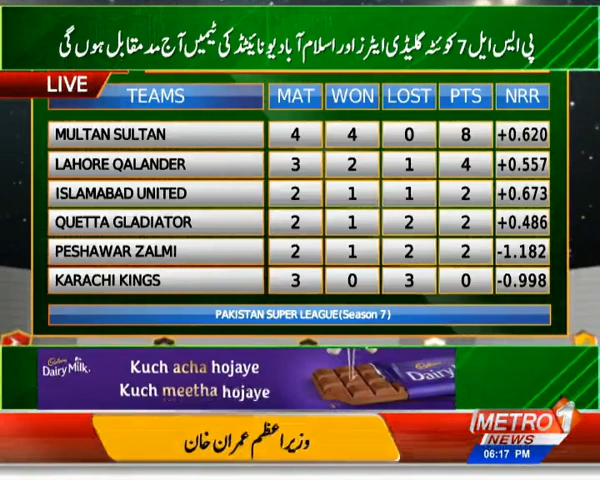 پی ایس ایل 7 کوئٹہ گلیڈی ایٹرز اور اسلام آباد یونائیٹڈ کی ٹیمیں آج مدمقابل ہوں گی
LIVE
TEAMS MAT WON LOST PTS NRR
MULTAN SULTAN 4 4 0 8 +0.620
LAHORE QALANDER 3 2 1 4 +0.557
ISLAMABAD UNITED 2 1 1 2 +0.673
QUETTA GLADIATOR 2 1 2 2 +0.486
PESHAWAR ZALMI 2 1 2 2 -1.182
KARACHI KINGS 3 0 3 0 -0.998
PAKISTAN SUPER LEAGUE(Season 7)
Cadbury
Dairy Milk
Kuch acha hojaye
Kuch meetha hojaye
Dairy
وزیراعظم عمران خان
METRO 1
NEWS
06:17 PM